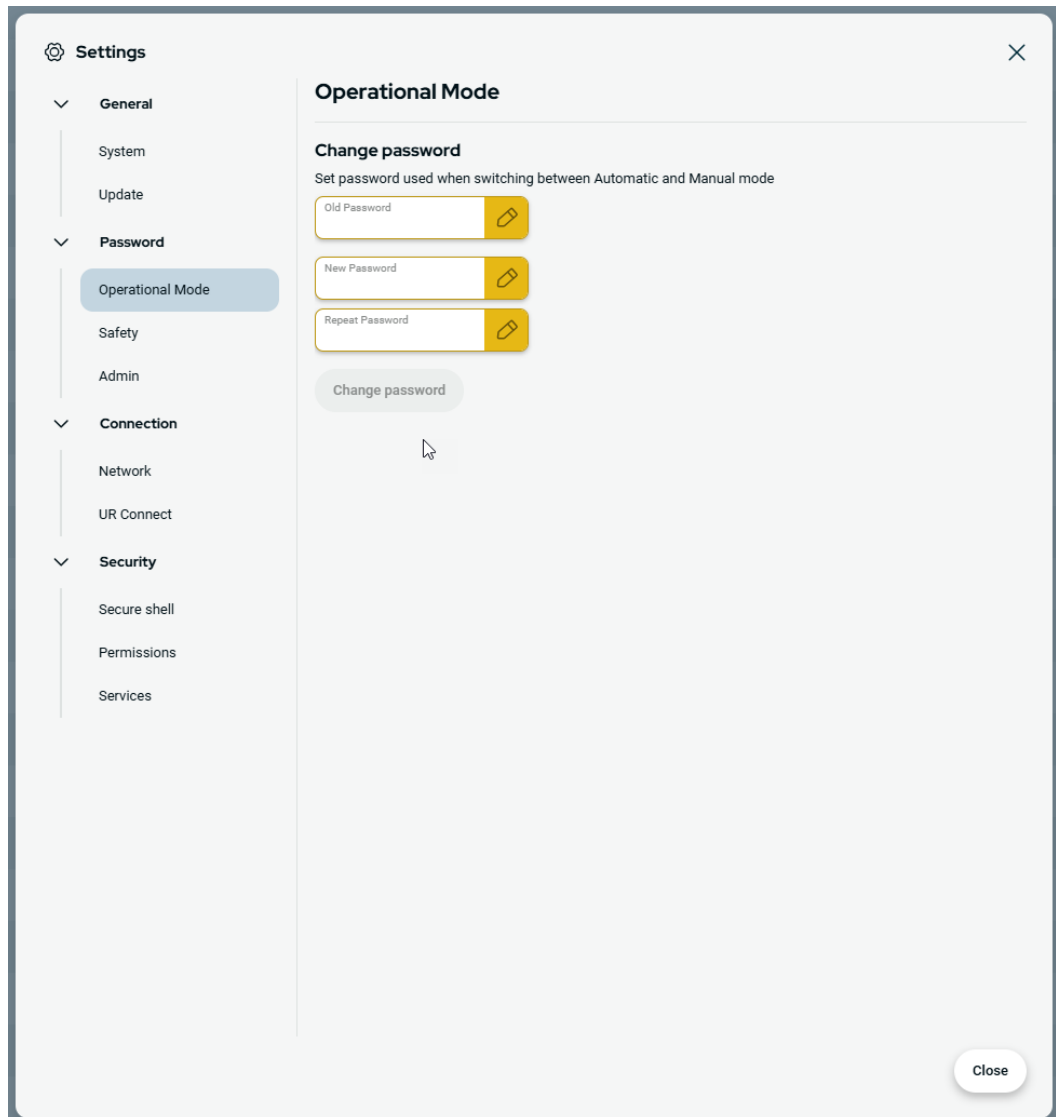 Settings
General
System
Update
Password
Operational Mode
Safety
Admin
Connection
Network
UR Connect
Security
Secure shell
Permissions
Services
Operational Mode
Change password
Set password used when switching between Automatic and Manual mode
Old Password
New Password
Repeat Password
Change password
Close